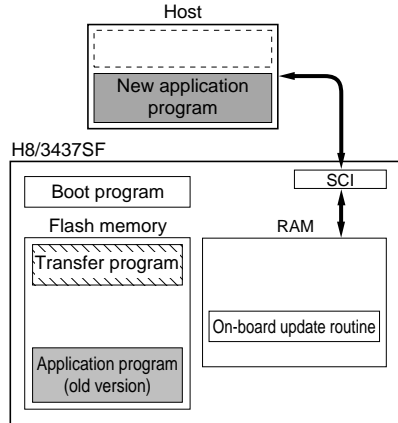 Host
New application
program
H8/3437SF
SCI
Boot program
Flash memory
RAM
Transfer program
On-board update routine
Application program
(old version)